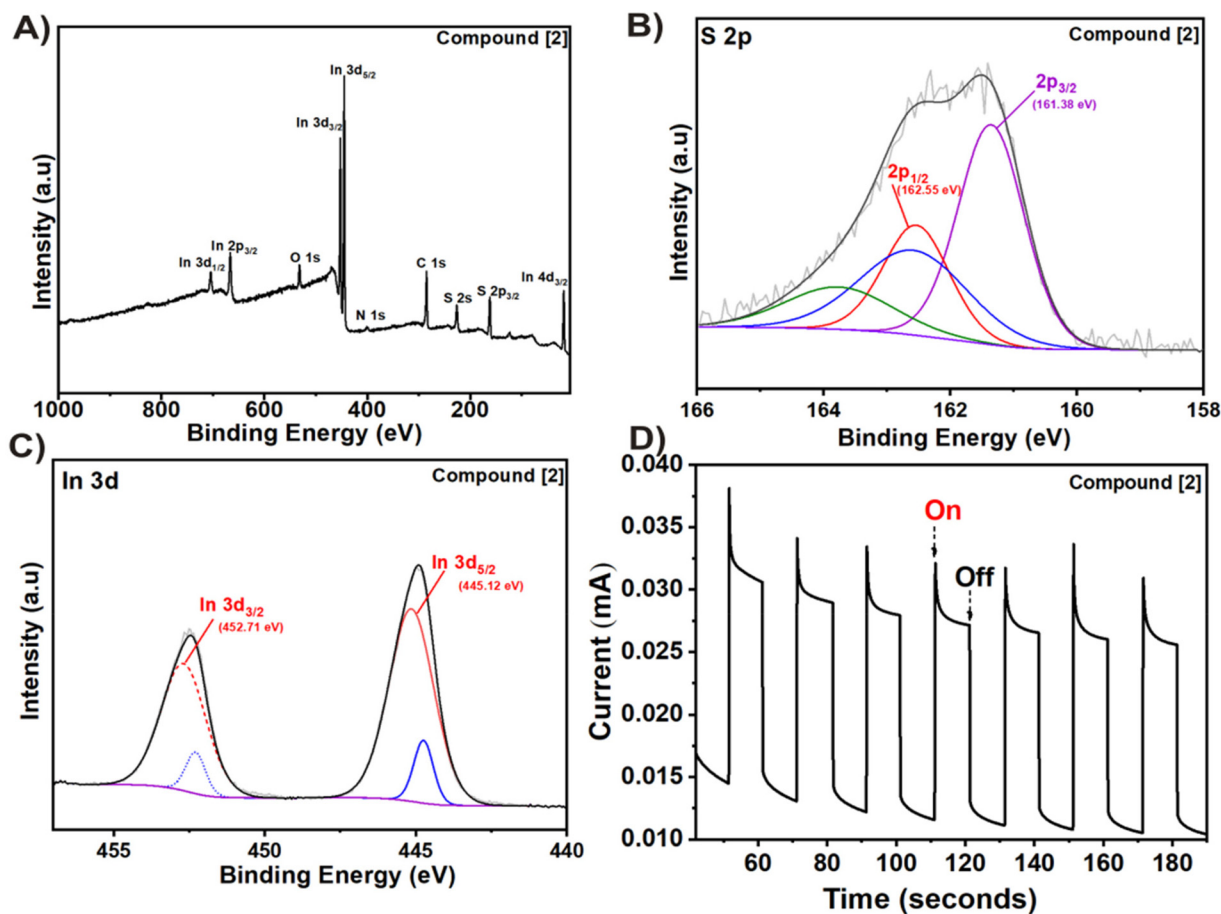 A)
Compound [2]
In 3d5/2
In 3d3/2
In 2p3/2
In 3d1/2
O 1s
N 1s
C 1s
S 2s
S 2p3/2
In 4d3/2
Intensity (a.u)
1000 800 600 400 200
Binding Energy (eV)
B)
S 2p
Compound [2]
2p3/2
(161.38 eV)
2p1/2
(162.55 eV)
Intensity (a.u)
166 164 162 160 158
Binding Energy (eV)
C)
In 3d
Compound [2]
In 3d5/2
(445.12 eV)
In 3d3/2
(452.71 eV)
Intensity (a.u)
455 450 445 440
Binding Energy (eV)
D)
Compound [2]
On
Off
0.040
0.035
0.030
0.025
0.020
0.015
0.010
Current (mA)
60 80 100 120 140 160 180
Time (seconds)